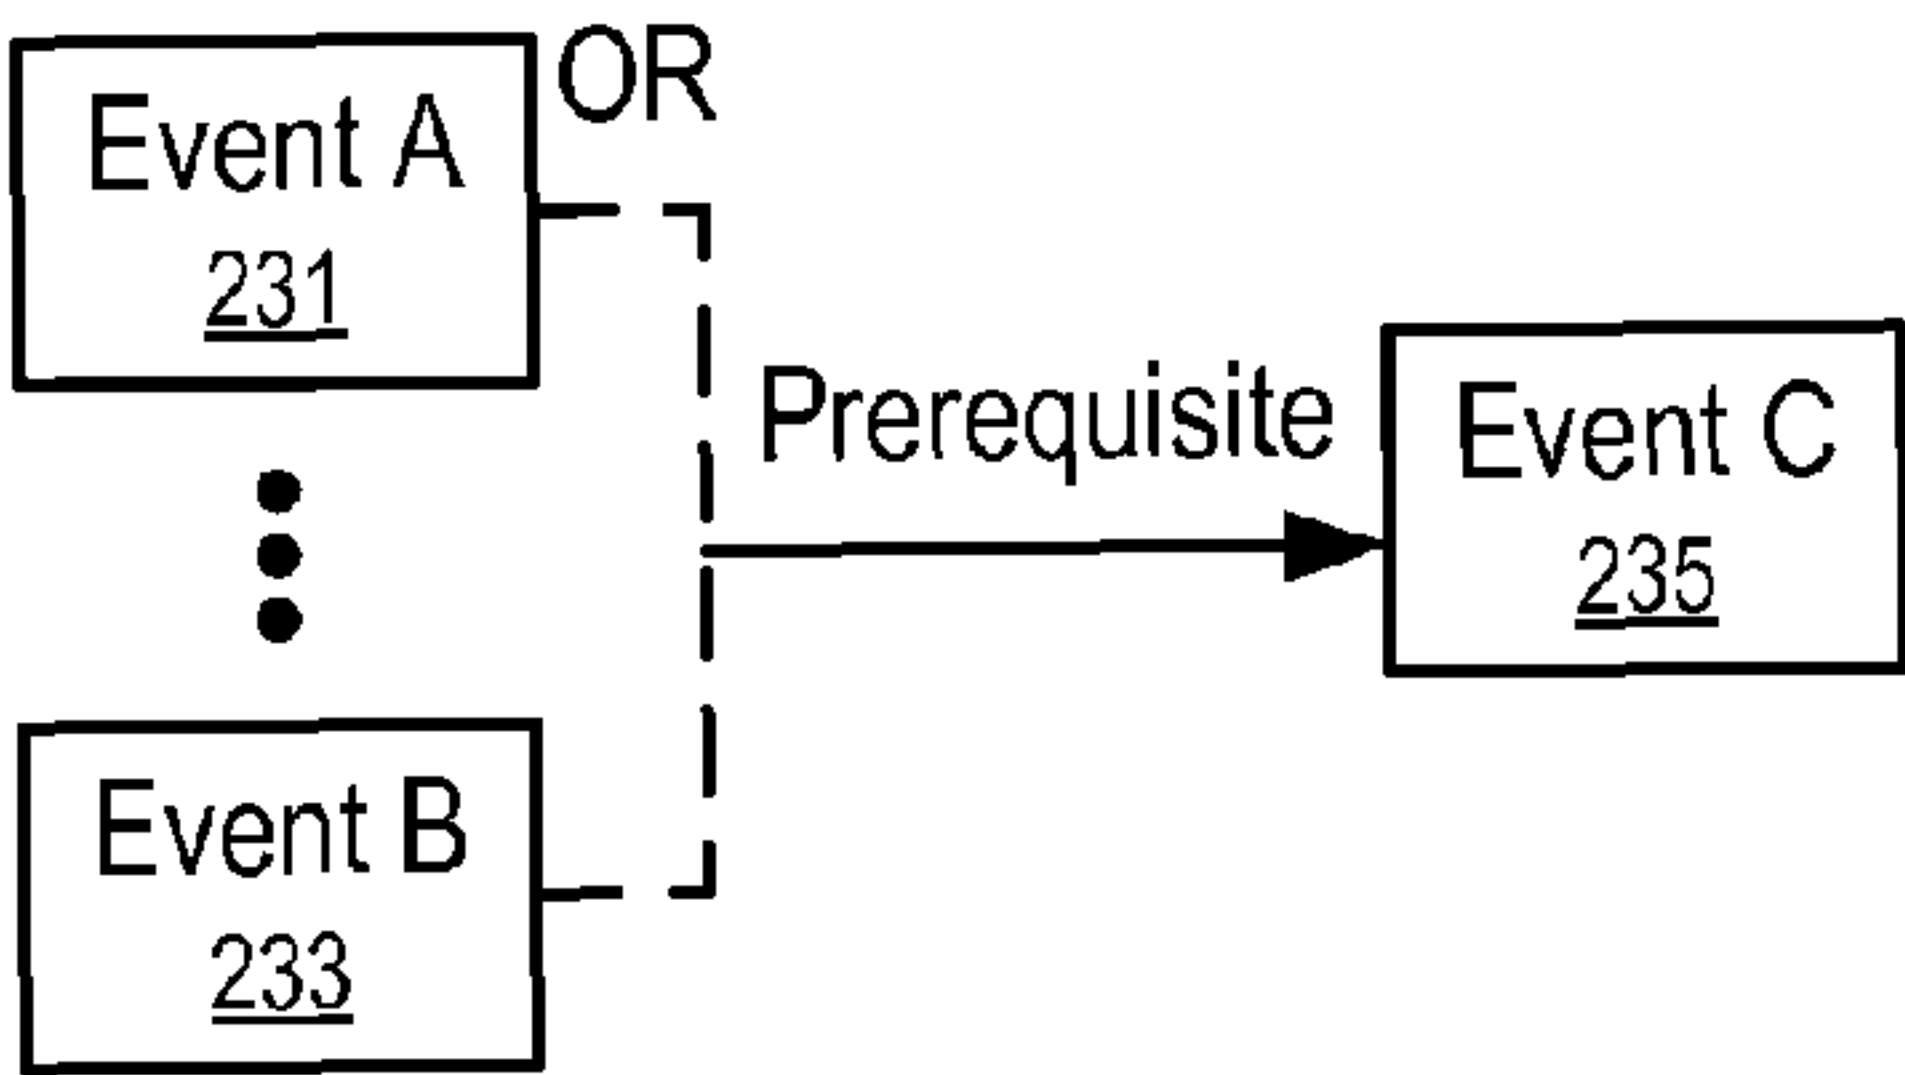 Event A
231
OR
Prerequisite
Event C
235
Event B
233